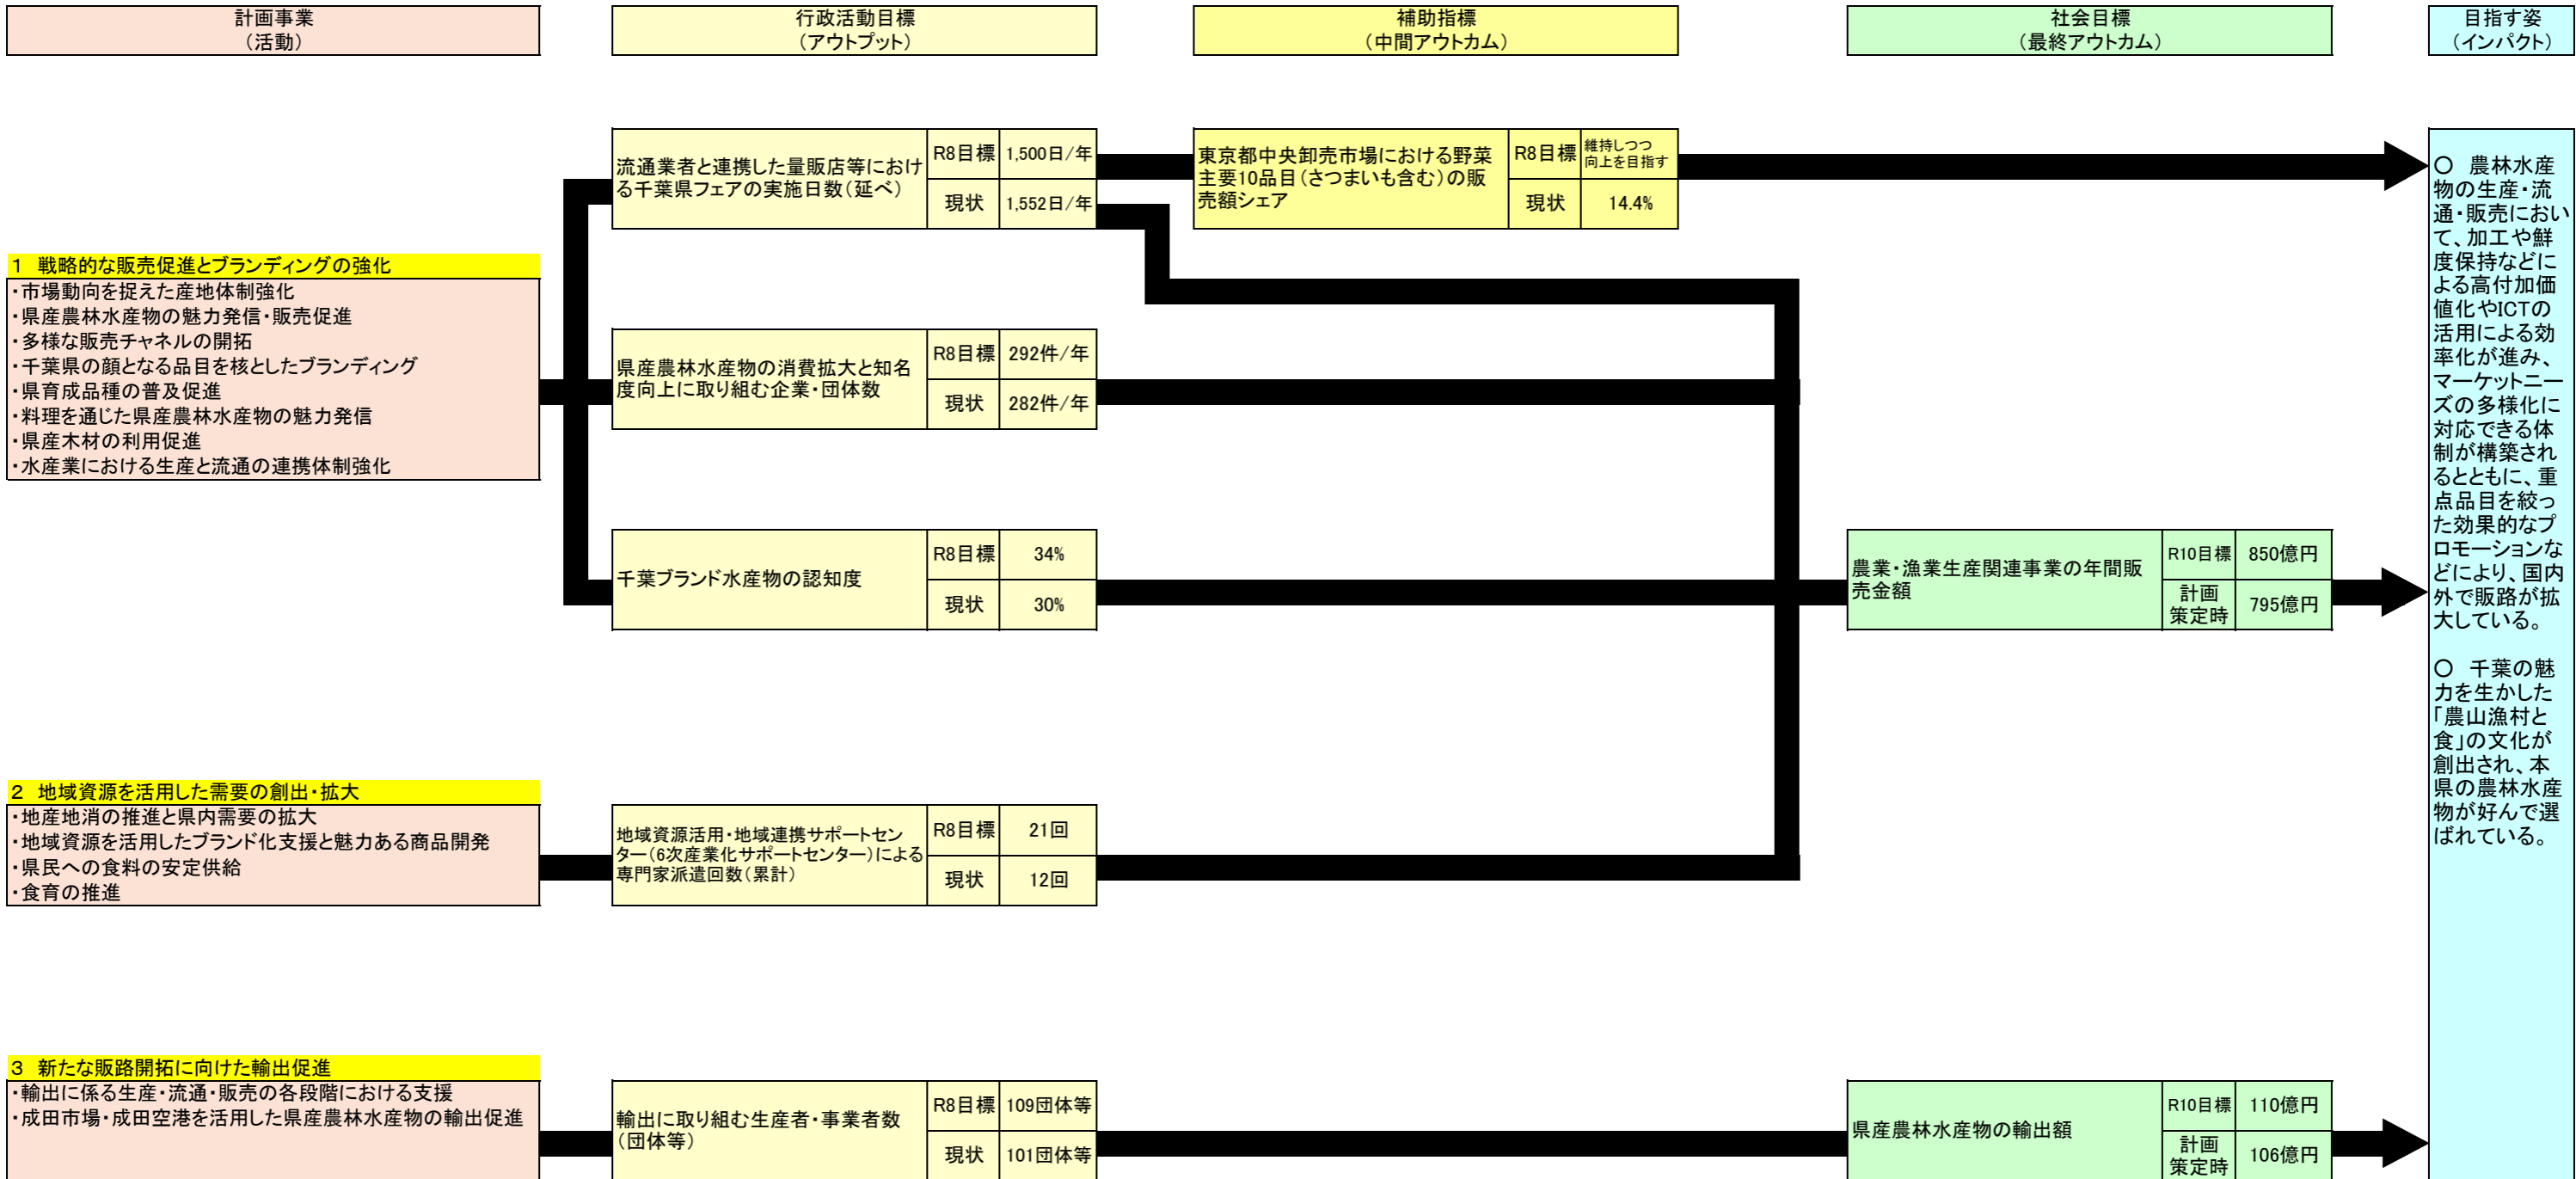 計画事業
（活動）
行政活動目標
（アウトプット）
補助指標
（中間アウトカム）
社会目標
（最終アウトカム）
目指す姿
（インパクト）
流通業者と連携した量販店等におけ
る千葉県フェアの実施日数（延べ）
R8目標
1,500日/年
現状
1,552日/年
東京都中央卸売市場における野菜
主要10品目（さつまいも含む）の販
売額シェア
R8目標
維持しつつ
向上を目指す
現状
14.4%
1　戦略的な販売促進とブランディングの強化
・市場動向を捉えた産地体制強化
・県産農林水産物の魅力発信・販売促進
・多様な販売チャネルの開拓
・千葉県の顔となる品目を核としたブランディング
・県育成品種の普及促進
・料理を通じた県産農林水産物の魅力発信
・県産木材の利用促進
・水産業における生産と流通の連携体制強化
県産農林水産物の消費拡大と知名
度向上に取り組む企業・団体数
R8目標
292件/年
現状
282件/年
千葉ブランド水産物の認知度
R8目標
34%
現状
30%
農業・漁業生産関連事業の年間販
売金額
R10目標
850億円
計画
策定時
795億円
2　地域資源を活用した需要の創出・拡大
・地産地消の推進と県内需要の拡大
・地域資源を活用したブランド化支援と魅力ある商品開発
・県民への食料の安定供給
・食育の推進
地域資源活用・地域連携サポートセン
ター（6次産業化サポートセンター）による
専門家派遣回数（累計）
R8目標
21回
現状
12回
3　新たな販路開拓に向けた輸出促進
・輸出に係る生産・流通・販売の各段階における支援
・成田市場・成田空港を活用した県産農林水産物の輸出促進
輸出に取り組む生産者・事業者数
（団体等）
R8目標
109団体等
現状
101団体等
県産農林水産物の輸出額
R10目標
110億円
計画
策定時
106億円
〇　農林水産
物の生産・流
通・販売におい
て、加工や鮮
度保持などに
よる高付加価
値化やICTの
活用による効
率化が進み、
マーケットニー
ズの多様化に
対応できる体
制が構築され
るとともに、重
点品目を絞っ
た効果的なプ
ロモーションな
どにより、国内
外で販路が拡
大している。
〇　千葉の魅
力を生かした
「農山漁村と
食」の文化が
創出され、本
県の農林水産
物が好んで選
ばれている。